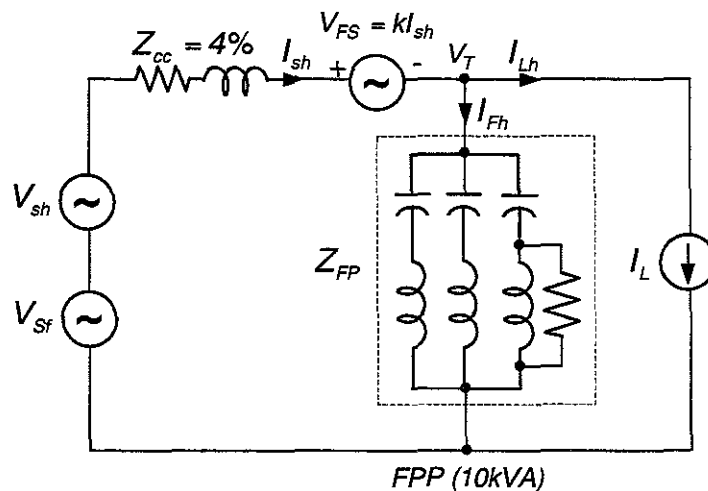 V_FS = kI_sh
Z_cc = 4%
I_sh
+
-
V_T
I_Lh
I_Fh
V_sh
Z_FP
I_L
V_Sf
FPP (10kVA)